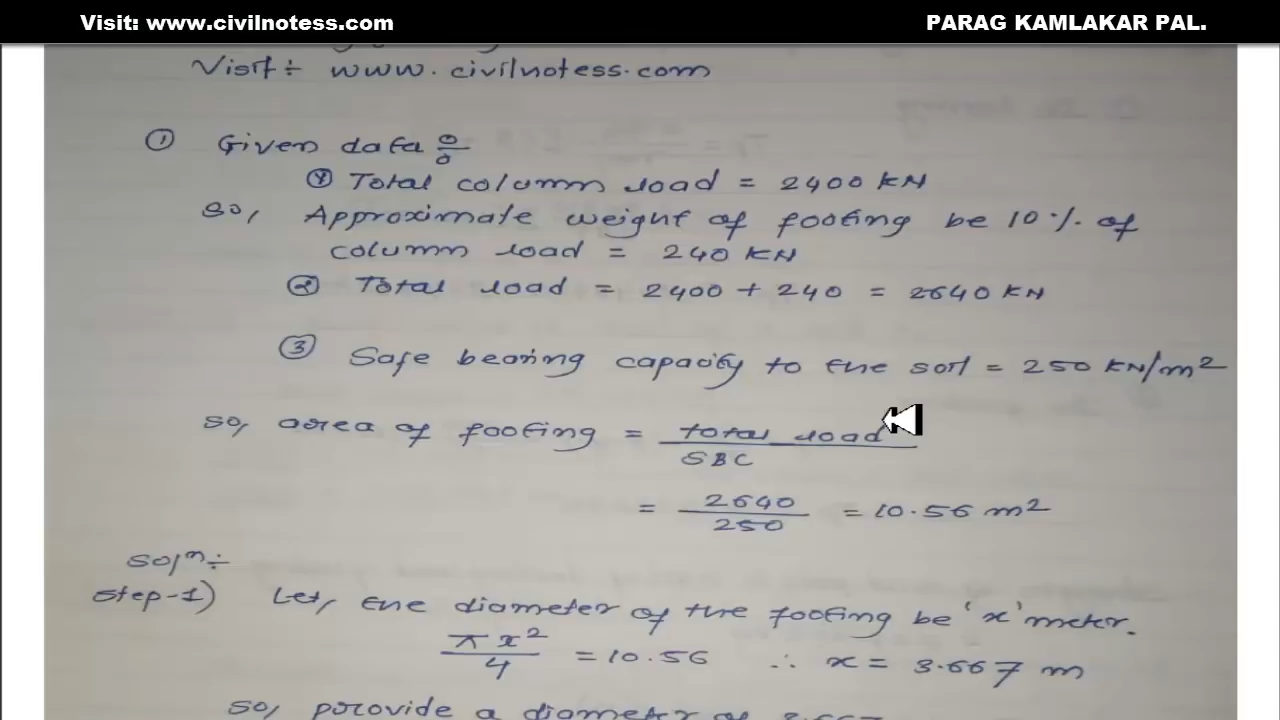 Visit: www.civilnotess.com
PARAG KAMLAKAR PAL.
Visit÷ www.civilnotess.com
① Given data
① Total column load = 2400 KN
so, Approximate weight of footing be 10 % of
column load = 240 KN
② Total load = 2400 + 240 = 2640 KN
③ Safe bearing capacity to the soil = 250 KN/m²
so, area of footing = Total load / SBC
= 2640 / 250 = 10.56 m²
Solⁿ÷
Step-1) Let, the diameter of the footing be 'x' meter.
πx² / 4 = 10.56 ∴ x = 3.667 m
so, provide a diameter of